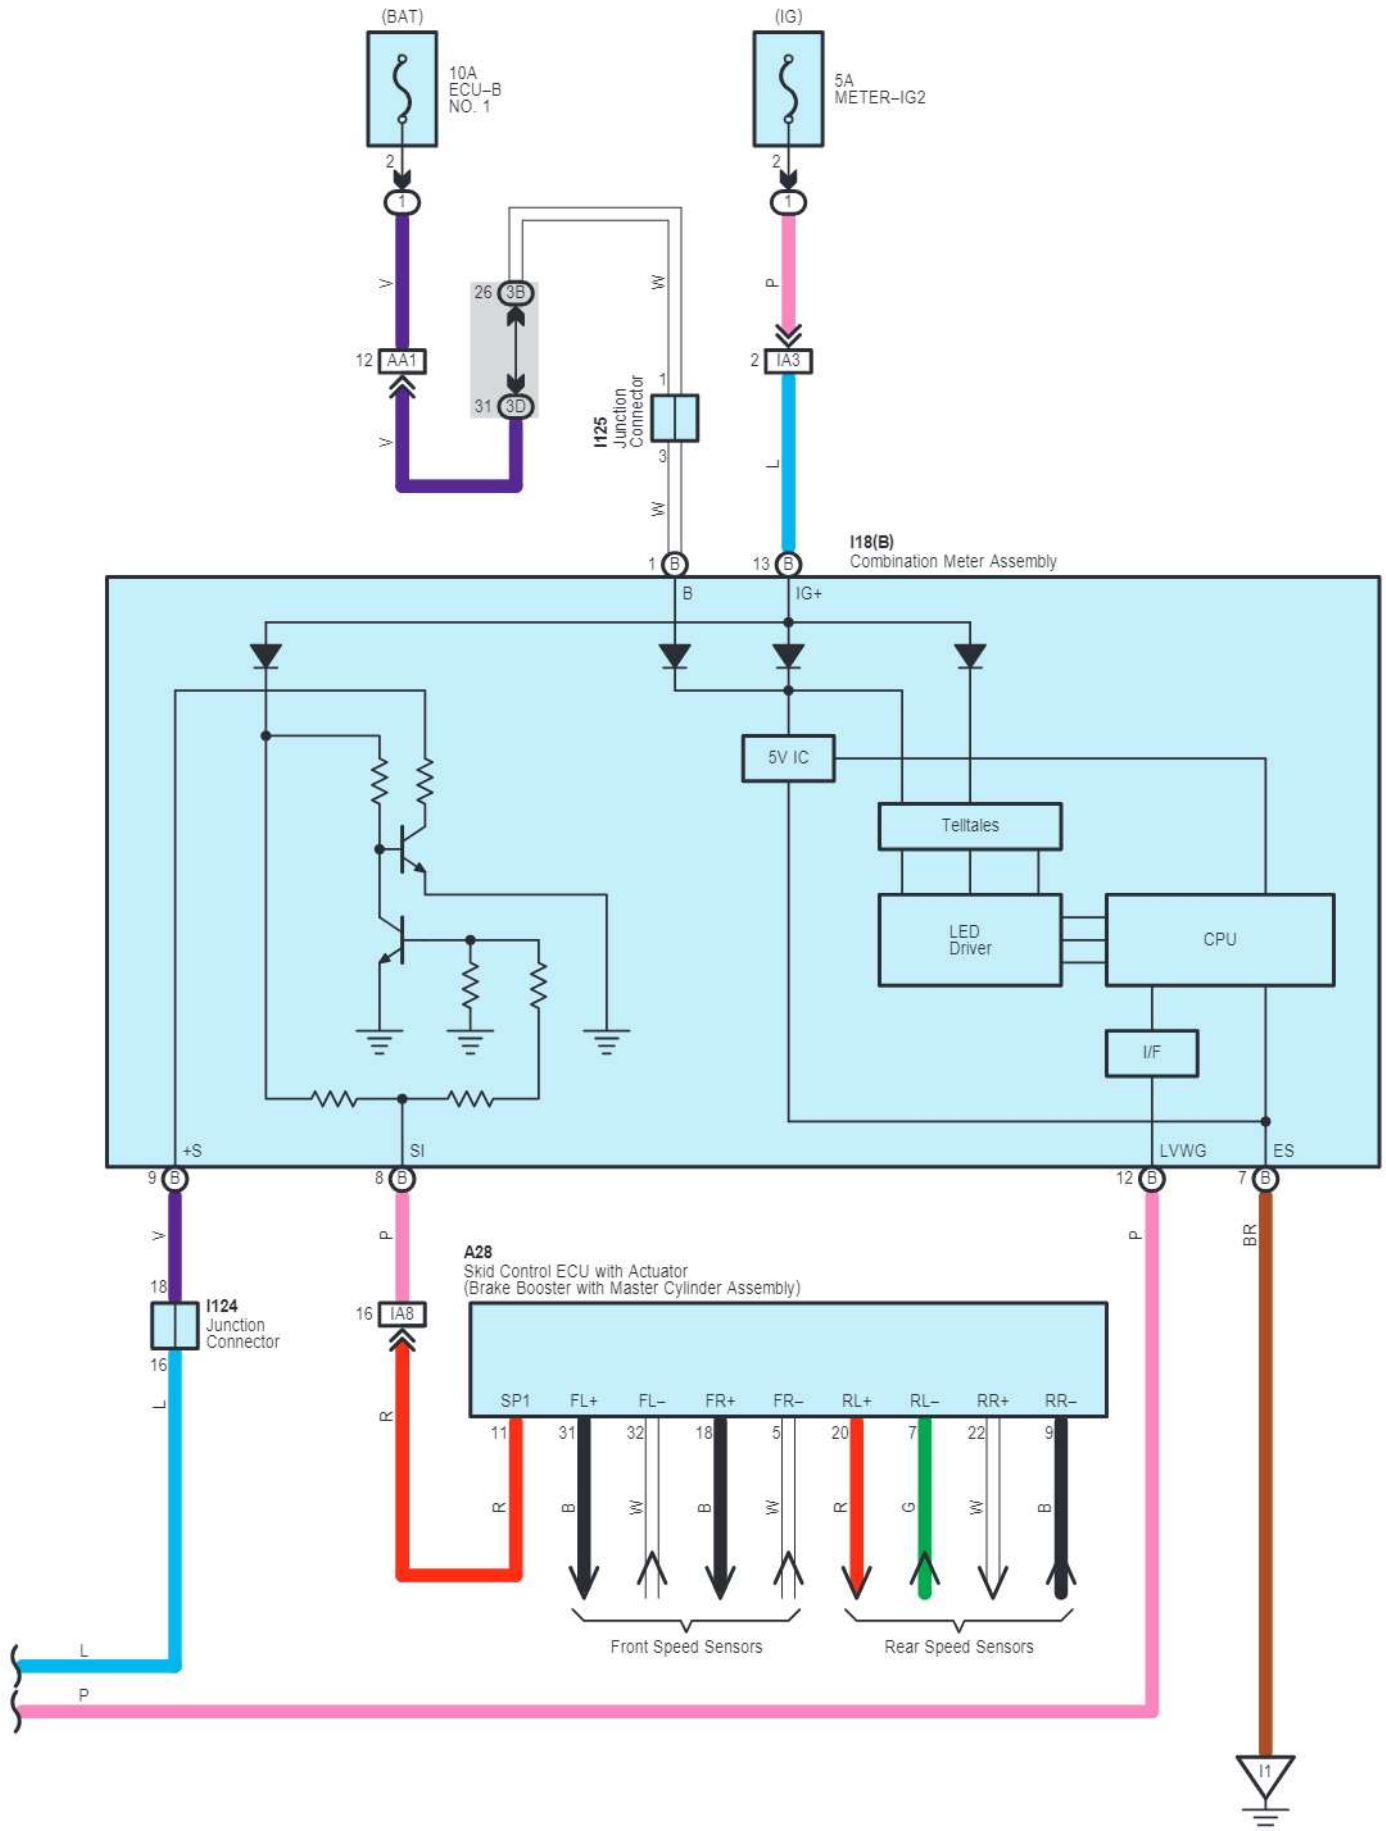 (BAT)
(IG)
10A
ECU–B
NO. 1
5A
METER–IG2
2
2
1
1
V
W
P
26 3B
12 AA1
2 IA3
1
31 3D
I125
Junction
Connector
V
3
L
W
I18(B)
Combination Meter Assembly
1 B
13 B
B
IG+
5V IC
Telltales
LED
Driver
CPU
I/F
+S
SI
LVWG
ES
9 B
8 B
12 B
7 B
V
P
P
BR
A28
Skid Control ECU with Actuator
(Brake Booster with Master Cylinder Assembly)
18
I124
Junction
Connector
16 IA8
16
L
R
SP1
FL+
FL–
FR+
FR–
RL+
RL–
RR+
RR–
11
31
32
18
5
20
7
22
9
R
B
W
B
W
R
G
W
B
Front Speed Sensors
Rear Speed Sensors
L
P
I1